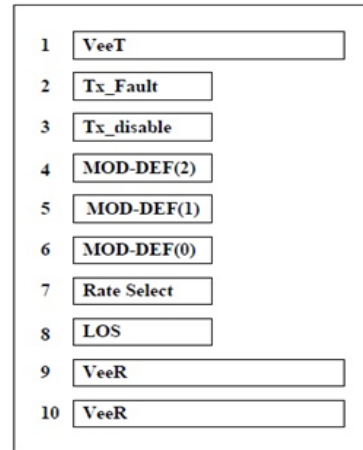 1 VeeT
2 Tx_Fault
3 Tx_disable
4 MOD-DEF(2)
5 MOD-DEF(1)
6 MOD-DEF(0)
7 Rate Select
8 LOS
9 VeeR
10 VeeR